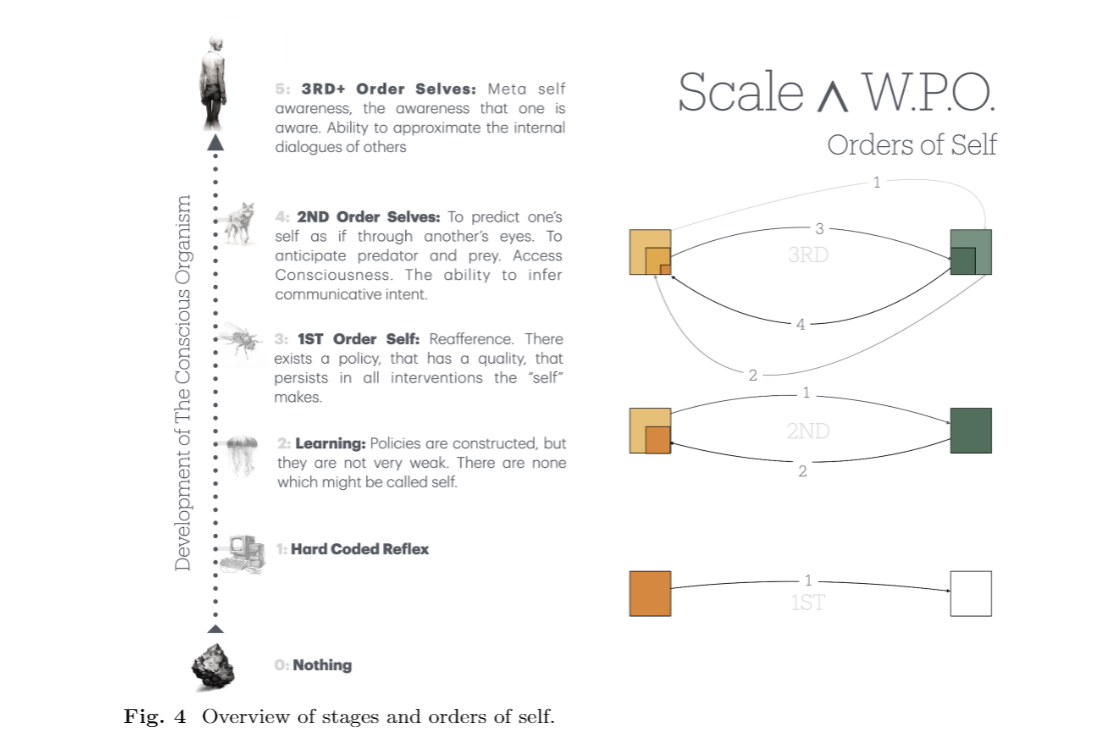 Scale ∧ W.P.O.
Orders of Self
Development of The Conscious Organism
5: 3RD+ Order Selves: Meta self
awareness, the awareness that one is
aware. Ability to approximate the internal
dialogues of others
4: 2ND Order Selves: To predict one's
self as if through another's eyes. To
anticipate predator and prey. Access
Consciousness. The ability to infer
communicative intent.
3: 1ST Order Self: Reafference. There
exists a policy, that has a quality, that
persists in all interventions the "self"
makes.
2: Learning: Policies are constructed, but
they are not very weak. There are none
which might be called self.
1: Hard Coded Reflex
0: Nothing
1
3
3RD
4
2
1
2ND
2
1
1ST
Fig. 4 Overview of stages and orders of self.